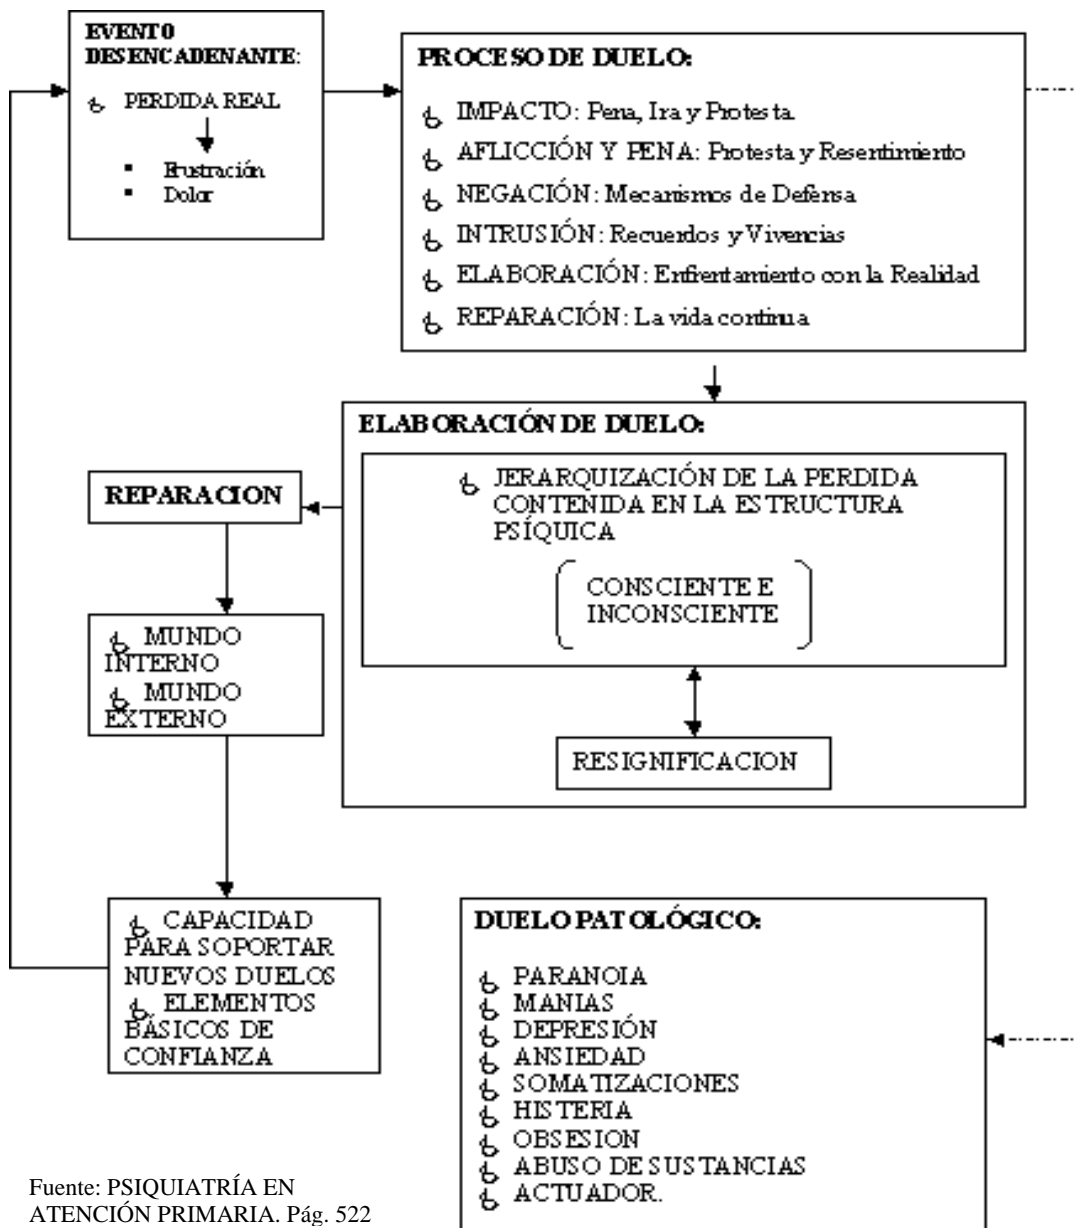 EVENTO
DESENCADENANTE:
PERDIDA REAL
Frustración
Dolor
PROCESO DE DUELO:
IMPACTO: Pena, Ira y Protesta.
AFLICCIÓN Y PENA: Protesta y Resentimiento
NEGACIÓN: Mecanismos de Defensa
INTRUSIÓN: Recuerdos y Vivencias
ELABORACIÓN: Enfrentamiento con la Realidad
REPARACIÓN: La vida continua
ELABORACIÓN DE DUELO:
JERARQUIZACIÓN DE LA PERDIDA
CONTENIDA EN LA ESTRUCTURA
PSÍQUICA
CONSCIENTE E
INCONSCIENTE
RESIGNIFICACION
REPARACION
MUNDO
INTERNO
MUNDO
EXTERNO
CAPACIDAD
PARA SOPORTAR
NUEVOS DUELOS
ELEMENTOS
BÁSICOS DE
CONFIANZA
DUELO PATOLÓGICO:
PARANOIA
MANIAS
DEPRESIÓN
ANSIEDAD
SOMATIZACIONES
HISTERIA
OBSESION
ABUSO DE SUSTANCIAS
ACTUADOR.
Fuente: PSIQUIATRÍA EN
ATENCIÓN PRIMARIA. Pág. 522